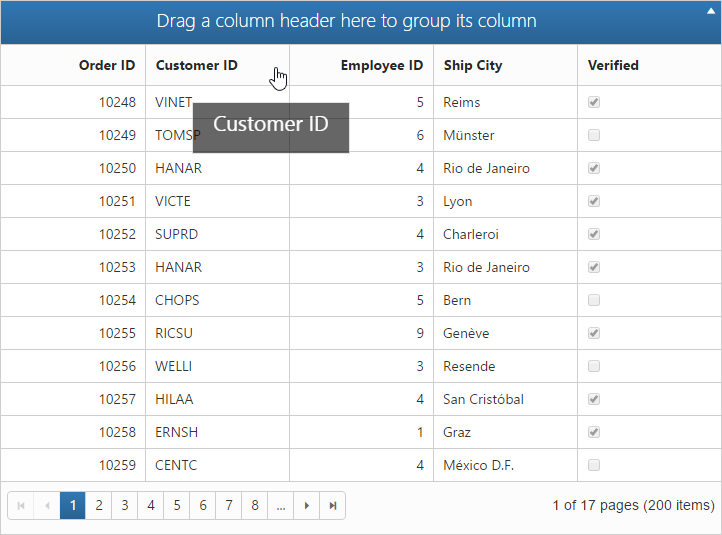 Drag a column header here to group its column
Order ID Customer ID Employee ID Ship City Verified
10248 VINET 5 Reims
Customer ID
10249 TOMSP 6 Münster
10250 HANAR 4 Rio de Janeiro
10251 VICTE 3 Lyon
10252 SUPRD 4 Charleroi
10253 HANAR 3 Rio de Janeiro
10254 CHOPS 5 Bern
10255 RICSU 9 Genève
10256 WELLI 3 Resende
10257 HILAA 4 San Cristóbal
10258 ERNSH 1 Graz
10259 CENTC 4 México D.F.
1 2 3 4 5 6 7 8 ... 1 of 17 pages (200 items)